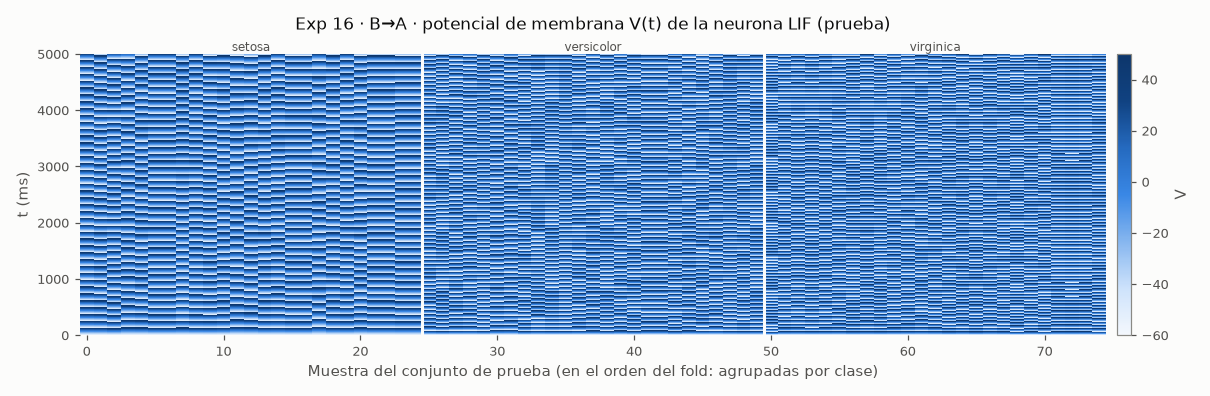 Exp 16 · B→A · potencial de membrana V(t) de la neurona LIF (prueba)
setosa versicolor virginica
5000
4000
3000
2000
1000
0
t (ms)
0 10 20 30 40 50 60 70
Muestra del conjunto de prueba (en el orden del fold: agrupadas por clase)
40
20
0
−20
−40
−60
V